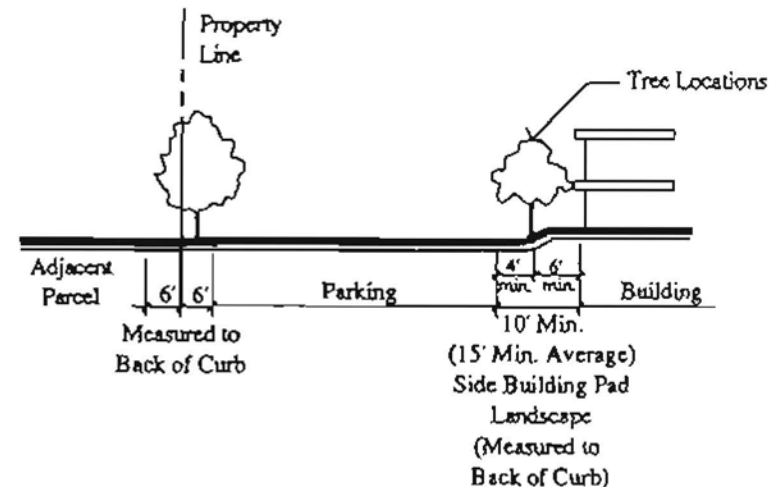 Property
Line
Tree Locations
Adjacent
Parcel
6' 6'
Parking
4'
min
6'
min
Building
Measured to
Back of Curb
10' Min.
(15' Min. Average)
Side Building Pad
Landscape
(Measured to
Back of Curb)